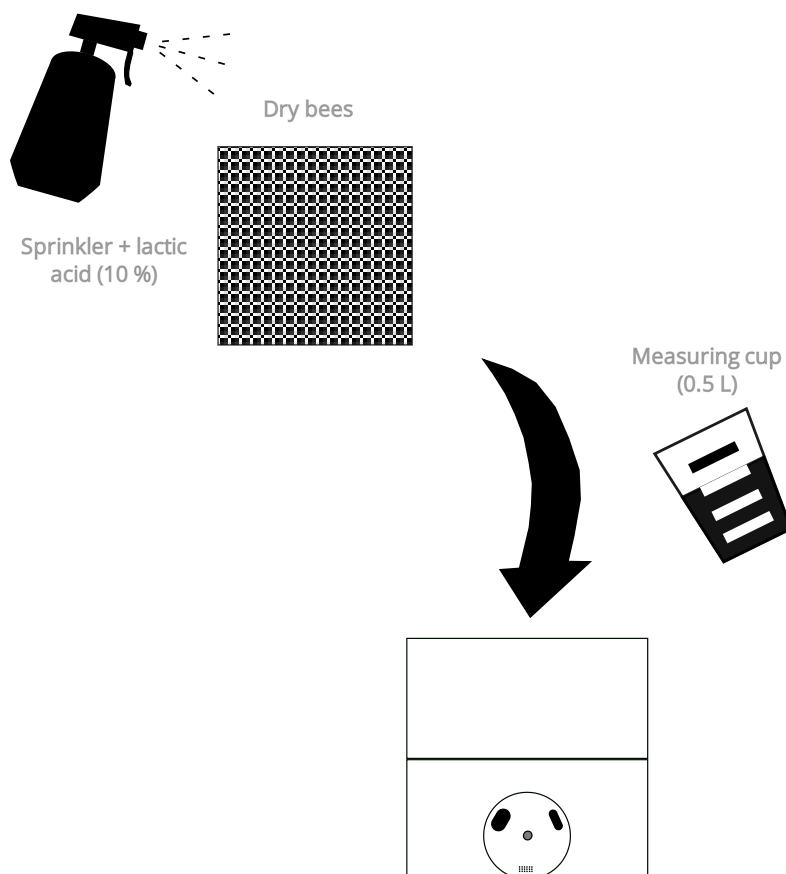 Dry bees
Sprinkler + lactic
acid (10 %)
Measuring cup
(0.5 L)